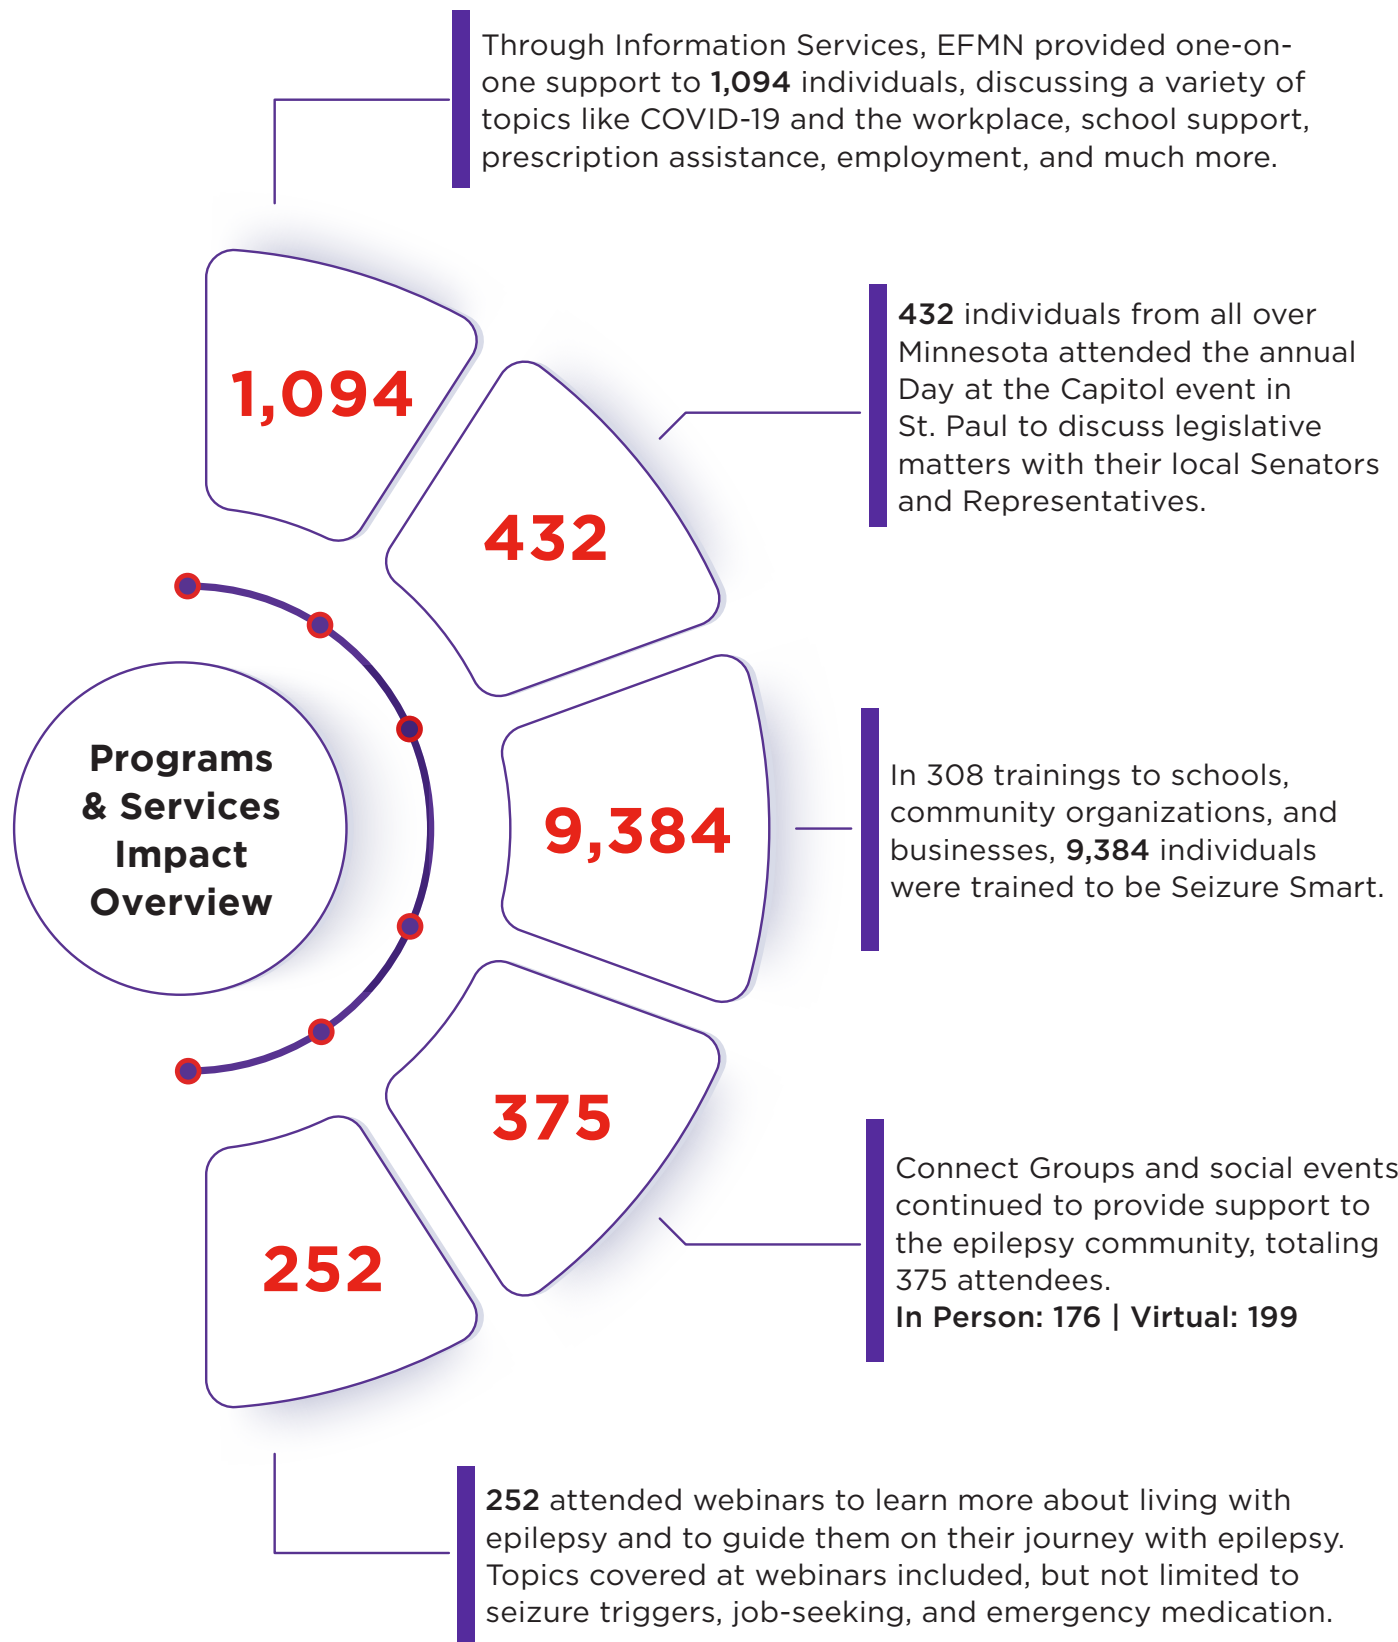 Through Information Services, EFMN provided one-on-
one support to 1,094 individuals, discussing a variety of
topics like COVID-19 and the workplace, school support,
prescription assistance, employment, and much more.
1,094
432 individuals from all over
Minnesota attended the annual
Day at the Capitol event in
St. Paul to discuss legislative
matters with their local Senators
and Representatives.
432
Programs
& Services
Impact
Overview
9,384
In 308 trainings to schools,
community organizations, and
businesses, 9,384 individuals
were trained to be Seizure Smart.
375
Connect Groups and social events
continued to provide support to
the epilepsy community, totaling
375 attendees.
In Person: 176 | Virtual: 199
252
252 attended webinars to learn more about living with
epilepsy and to guide them on their journey with epilepsy.
Topics covered at webinars included, but not limited to
seizure triggers, job-seeking, and emergency medication.